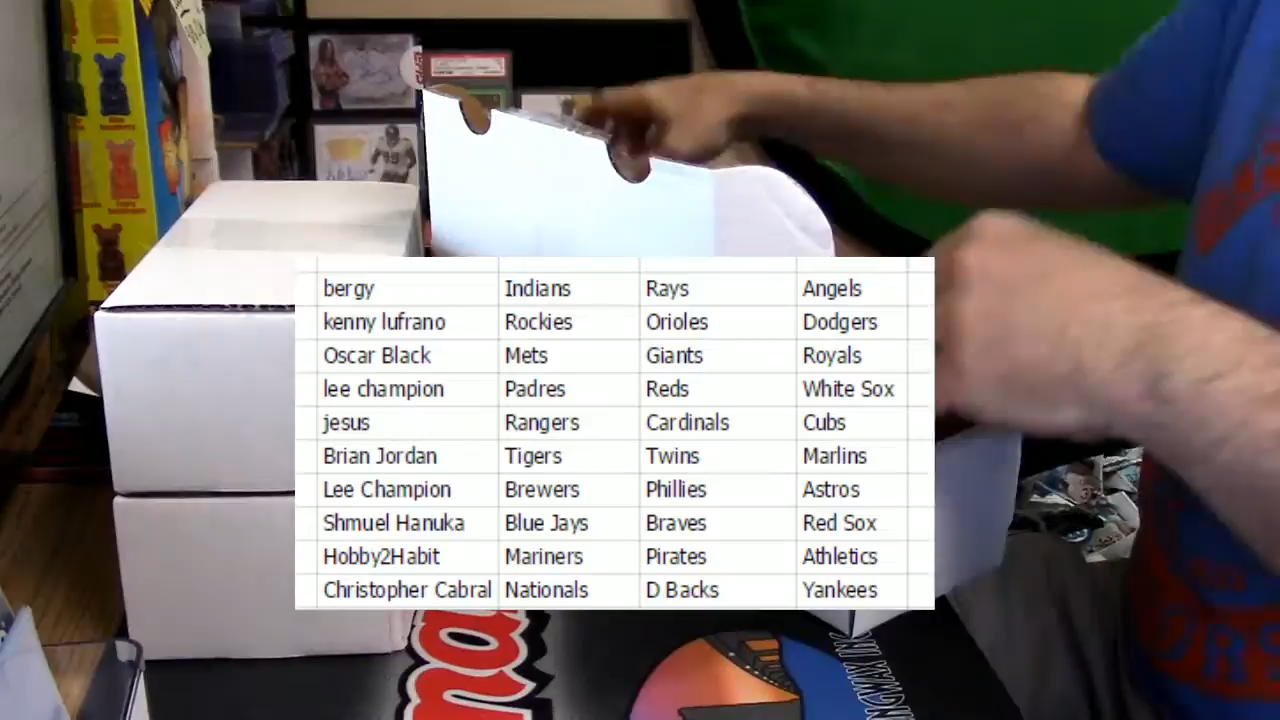 bergy Indians Rays Angels
kenny lufrano Rockies Orioles Dodgers
Oscar Black Mets Giants Royals
lee champion Padres Reds White Sox
jesus Rangers Cardinals Cubs
Brian Jordan Tigers Twins Marlins
Lee Champion Brewers Phillies Astros
Shmuel Hanuka Blue Jays Braves Red Sox
Hobby2Habit Mariners Pirates Athletics
Christopher Cabral Nationals D Backs Yankees